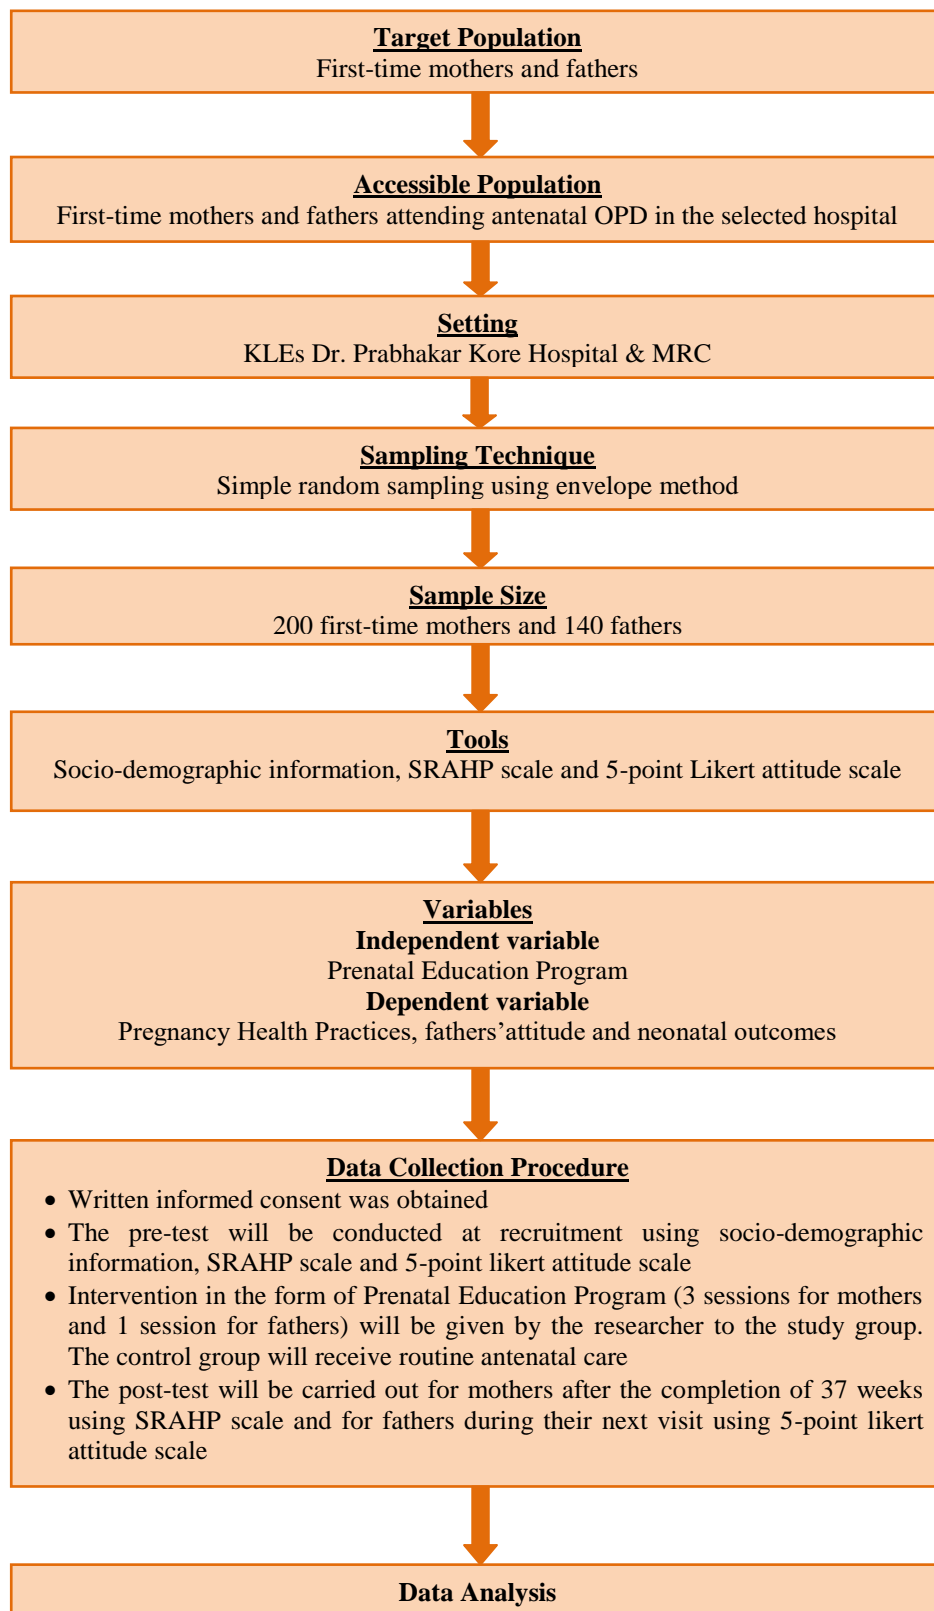 Target Population
First-time mothers and fathers
Accessible Population
First-time mothers and fathers attending antenatal OPD in the selected hospital
Setting
KLEs Dr. Prabhakar Kore Hospital & MRC
Sampling Technique
Simple random sampling using envelope method
Sample Size
200 first-time mothers and 140 fathers
Tools
Socio-demographic information, SRAHP scale and 5-point Likert attitude scale
Variables
Independent variable
Prenatal Education Program
Dependent variable
Pregnancy Health Practices, fathers’attitude and neonatal outcomes
Data Collection Procedure
• Written informed consent was obtained
• The pre-test will be conducted at recruitment using socio-demographic
information, SRAHP scale and 5-point likert attitude scale
• Intervention in the form of Prenatal Education Program (3 sessions for mothers
and 1 session for fathers) will be given by the researcher to the study group.
The control group will receive routine antenatal care
• The post-test will be carried out for mothers after the completion of 37 weeks
using SRAHP scale and for fathers during their next visit using 5-point likert
attitude scale
Data Analysis